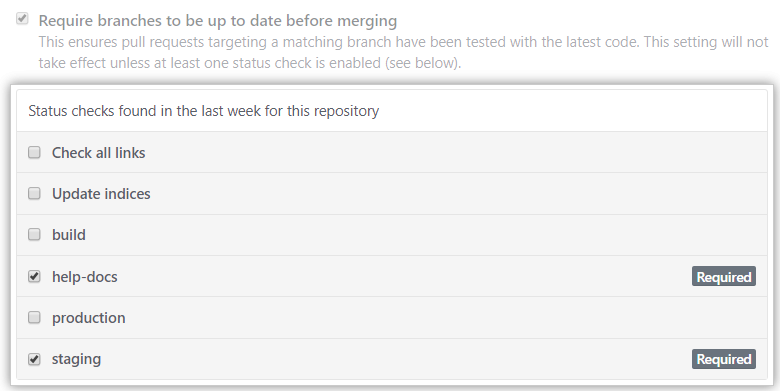 Require branches to be up to date before merging
This ensures pull requests targeting a matching branch have been tested with the latest code. This setting will not
take effect unless at least one status check is enabled (see below).
Status checks found in the last week for this repository
Check all links
Update indices
build
help-docs Required
production
staging Required